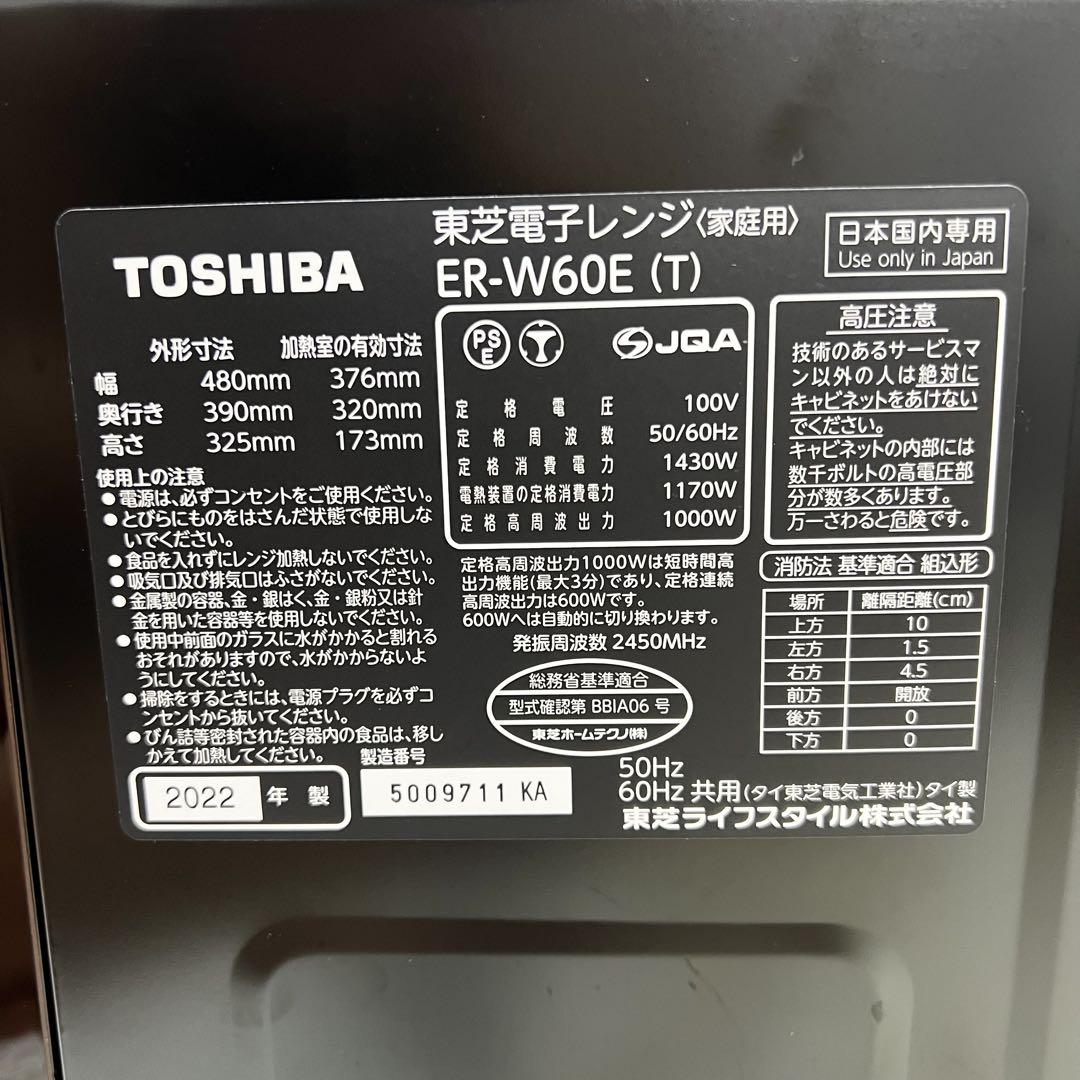 東芝電子レンジ〈家庭用〉
TOSHIBA
ER-W60E (T)
日本国内専用
Use only in Japan
外形寸法 加熱室の有効寸法
幅 480mm 376mm
奥行き 390mm 320mm
高さ 325mm 173mm
使用上の注意
●電源は、必ずコンセントをご使用ください。
●とびらにものをはさんだ状態で使用しな
いでください。
●食品を入れずにレンジ加熱しないでください。
●吸気口及び排気口はふさがないでください。
●金属製の容器、金・銀はく、金・銀粉又は針
金を用いた容器等を使用しないでください。
●使用中前面のガラスに水がかかると割れる
おそれがありますので、水がかからないよ
うにしてください。
●掃除をするときには、電源プラグを必ずコ
ンセントから抜いてください。
●びん詰等密封された容器内の食品は、移し
かえて加熱してください。
2022 年 製
製造番号
5009711 KA
PS
E
JQA
定格電圧 100V
定格周波数 50/60Hz
定格消費電力 1430W
電熱装置の定格消費電力 1170W
定格高周波出力 1000W
定格高周波出力1000Wは短時間高
出力機能(最大3分)であり、定格連続
高周波出力は600Wです。
600Wへは自動的に切り換わります。
発振周波数 2450MHz
総務省基準適合
型式確認第 BBIA06 号
東芝ホームテクノ(株)
高圧注意
技術のあるサービスマ
ン以外の人は絶対に
キャビネットをあけない
でください。
キャビネットの内部には
数千ボルトの高電圧部
分が数多くあります。
万一さわると危険です。
消防法 基準適合 組込形
場所 離隔距離(cm)
上方 10
左方 1.5
右方 4.5
前方 開放
後方 0
下方 0
50Hz
60Hz 共用(タイ東芝電気工業社)タイ製
東芝ライフスタイル株式会社